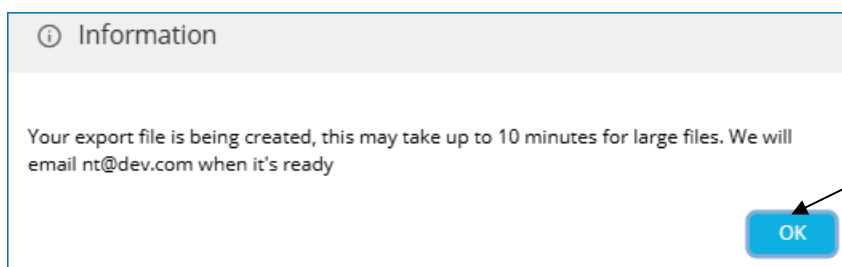 Information
Your export file is being created, this may take up to 10 minutes for large files. We will
email nt@dev.com when it's ready
OK